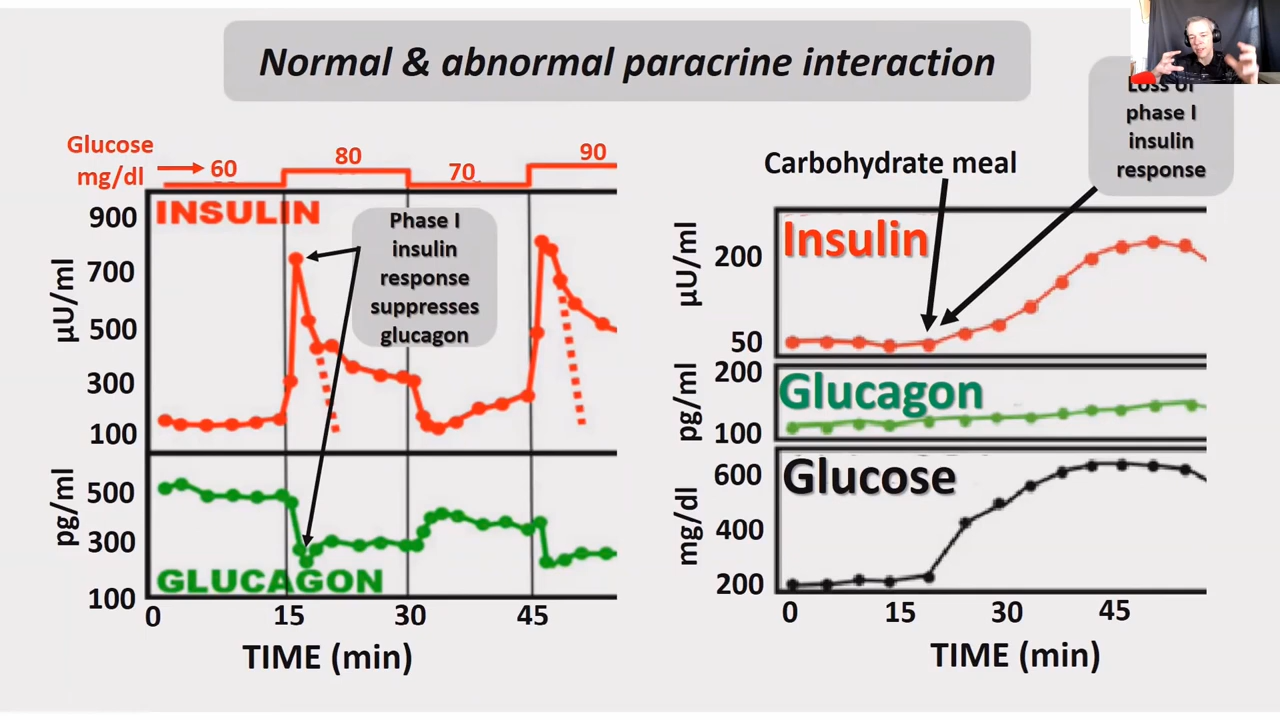 Normal & abnormal paracrine interaction
Glucose
mg/dl
60
80
70
90
INSULIN
900
700
500
300
100
µU/ml
Phase I
insulin
response
suppresses
glucagon
500
300
100
pg/ml
GLUCAGON
0
15
30
45
TIME (min)
Loss of
phase I
insulin
response
Carbohydrate meal
Insulin
200
50
µU/ml
Glucagon
200
100
pg/ml
Glucose
600
400
200
mg/dl
0
15
30
45
TIME (min)